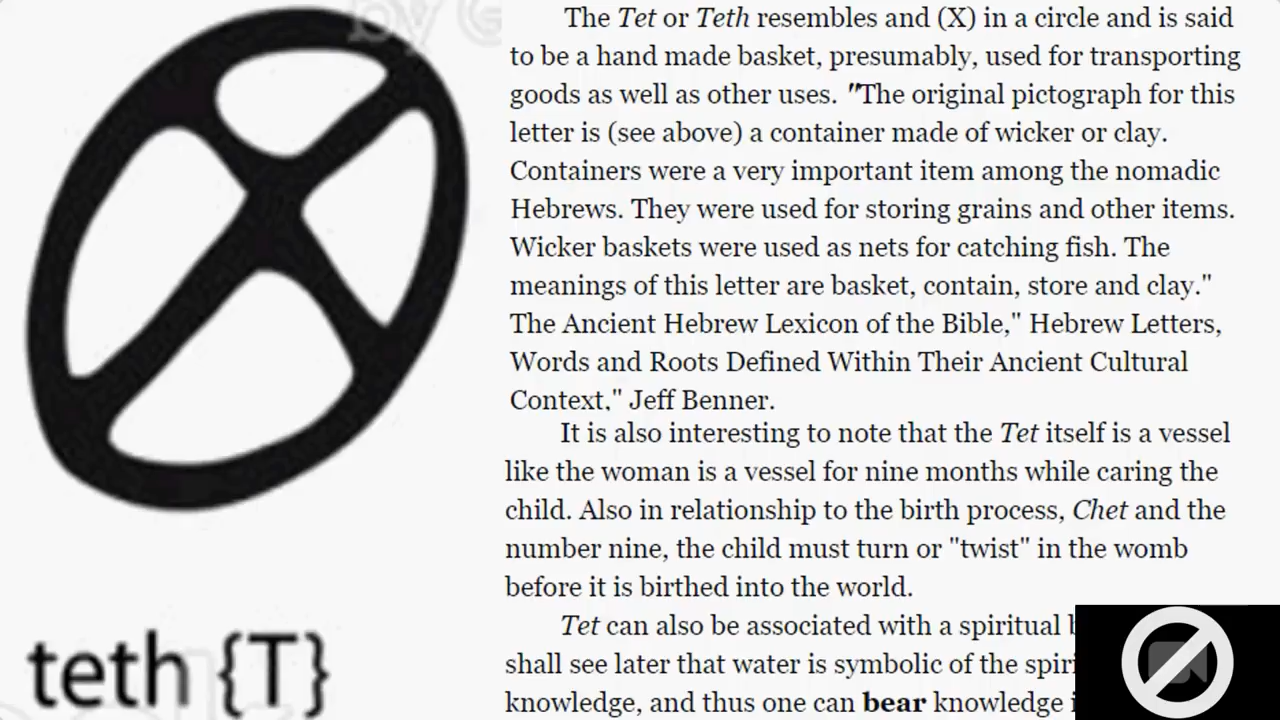 by G
The Tet or Teth resembles and (X) in a circle and is said
to be a hand made basket, presumably, used for transporting
goods as well as other uses. "The original pictograph for this
letter is (see above) a container made of wicker or clay.
Containers were a very important item among the nomadic
Hebrews. They were used for storing grains and other items.
Wicker baskets were used as nets for catching fish. The
meanings of this letter are basket, contain, store and clay."
The Ancient Hebrew Lexicon of the Bible," Hebrew Letters,
Words and Roots Defined Within Their Ancient Cultural
Context," Jeff Benner.
It is also interesting to note that the Tet itself is a vessel
like the woman is a vessel for nine months while caring the
child. Also in relationship to the birth process, Chet and the
number nine, the child must turn or "twist" in the womb
before it is birthed into the world.
Tet can also be associated with a spiritual
shall see later that water is symbolic of the
knowledge, and thus one can bear knowledge
teth {T}